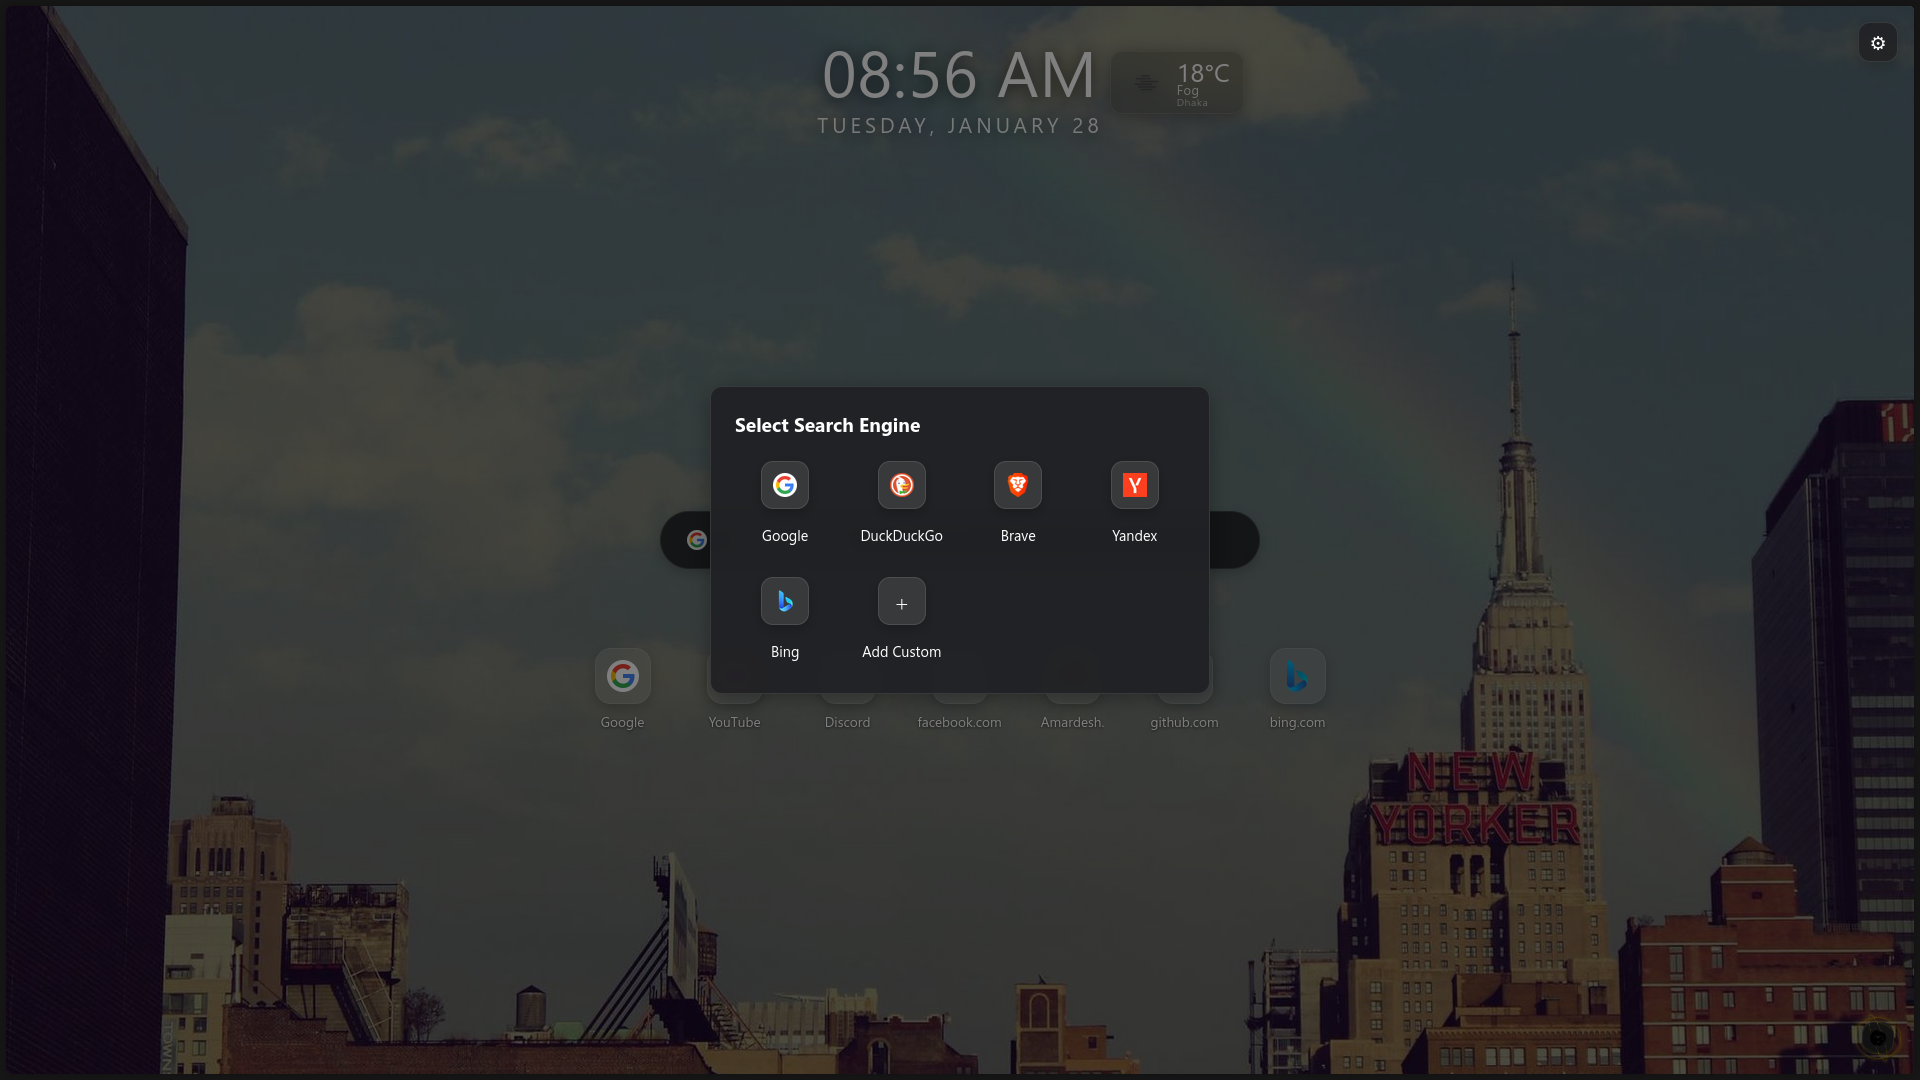 08:56 AM
18°C
Fog
Dhaka
TUESDAY, JANUARY 28
Select Search Engine
Google
DuckDuckGo
Brave
Yandex
Bing
Add Custom
Google
YouTube
Discord
facebook.com
Amardesh.
github.com
bing.com
NEW
YORKER